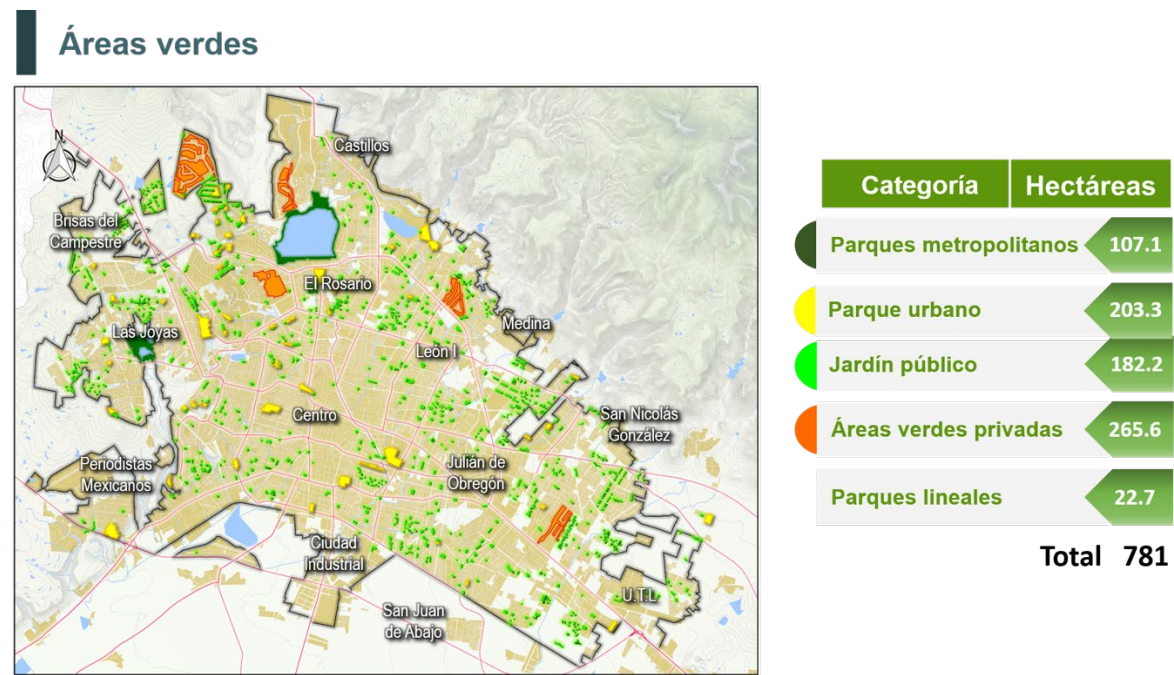 Áreas verdes
N
Castillos
Brisas del
Campestre
El Rosario
Las Joyas
Medina
León I
Centro
San Nicolás
González
Periodistas
Mexicanos
Julián de
Obregón
Ciudad
Industrial
U.T.L.
San Juan
de Abajo
Categoría Hectáreas
Parques metropolitanos 107.1
Parque urbano 203.3
Jardín público 182.2
Áreas verdes privadas 265.6
Parques lineales 22.7
Total 781